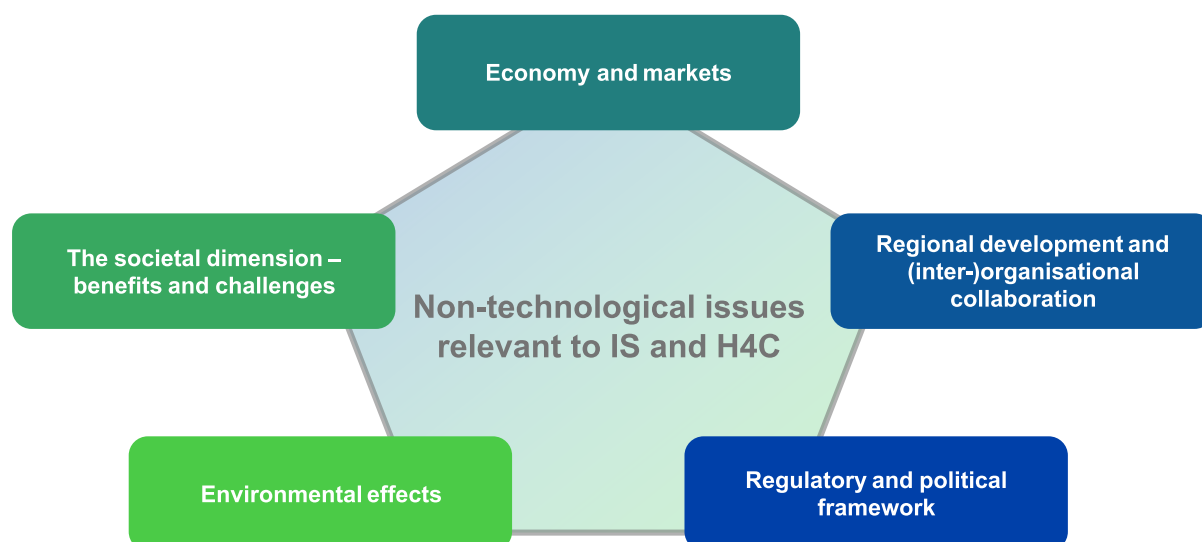 Economy and markets
The societal dimension –
benefits and challenges
Regional development and
(inter-)organisational
collaboration
Non-technological issues
relevant to IS and H4C
Environmental effects
Regulatory and political
framework